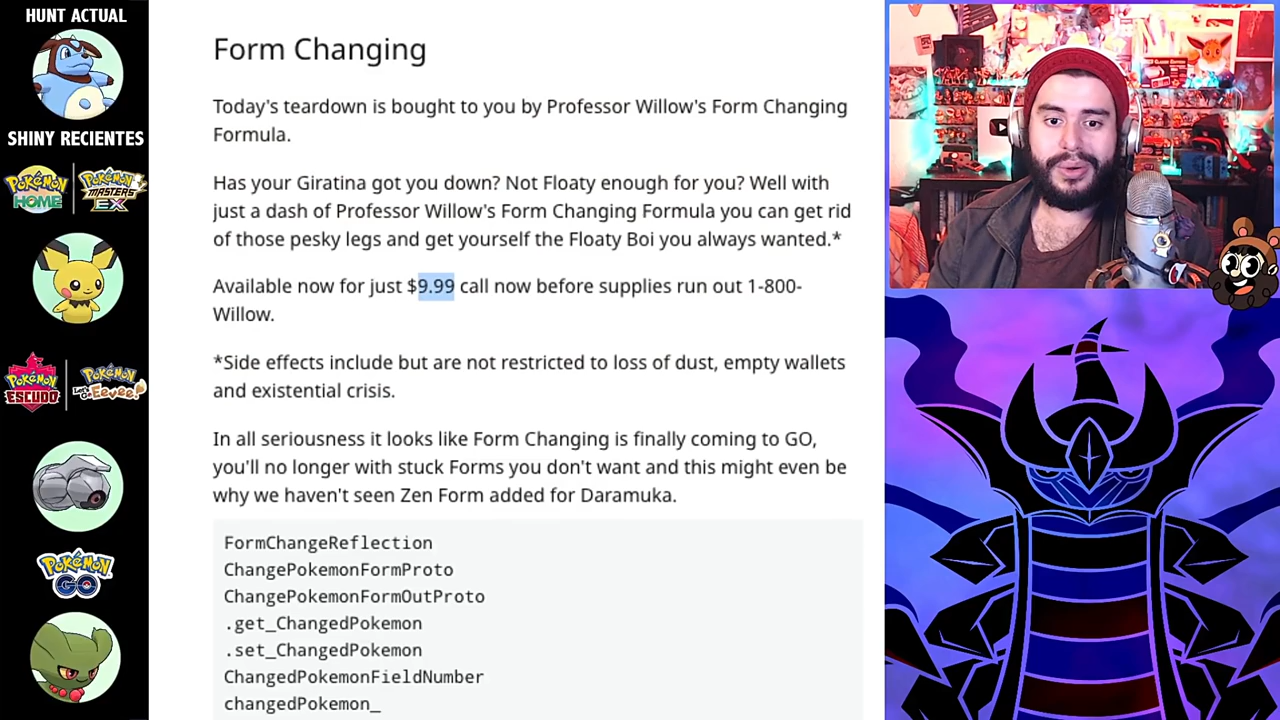 HUNT ACTUAL
SHINY RECIENTES
POKéMON
HOME
POKéMON
MASTERS
EX
POKéMON
ESCUDO
POKéMON
Let's Go
Eevee!
POKéMON
GO
Form Changing
Today's teardown is bought to you by Professor Willow's Form Changing
Formula.
Has your Giratina got you down? Not Floaty enough for you? Well with
just a dash of Professor Willow's Form Changing Formula you can get rid
of those pesky legs and get yourself the Floaty Boi you always wanted.*
Available now for just $9.99 call now before supplies run out 1-800-
Willow.
*Side effects include but are not restricted to loss of dust, empty wallets
and existential crisis.
In all seriousness it looks like Form Changing is finally coming to GO,
you'll no longer with stuck Forms you don't want and this might even be
why we haven't seen Zen Form added for Daramuka.
FormChangeReflection
ChangePokemonFormProto
ChangePokemonFormOutProto
.get_ChangedPokemon
.set_ChangedPokemon
ChangedPokemonFieldNumber
changedPokemon_